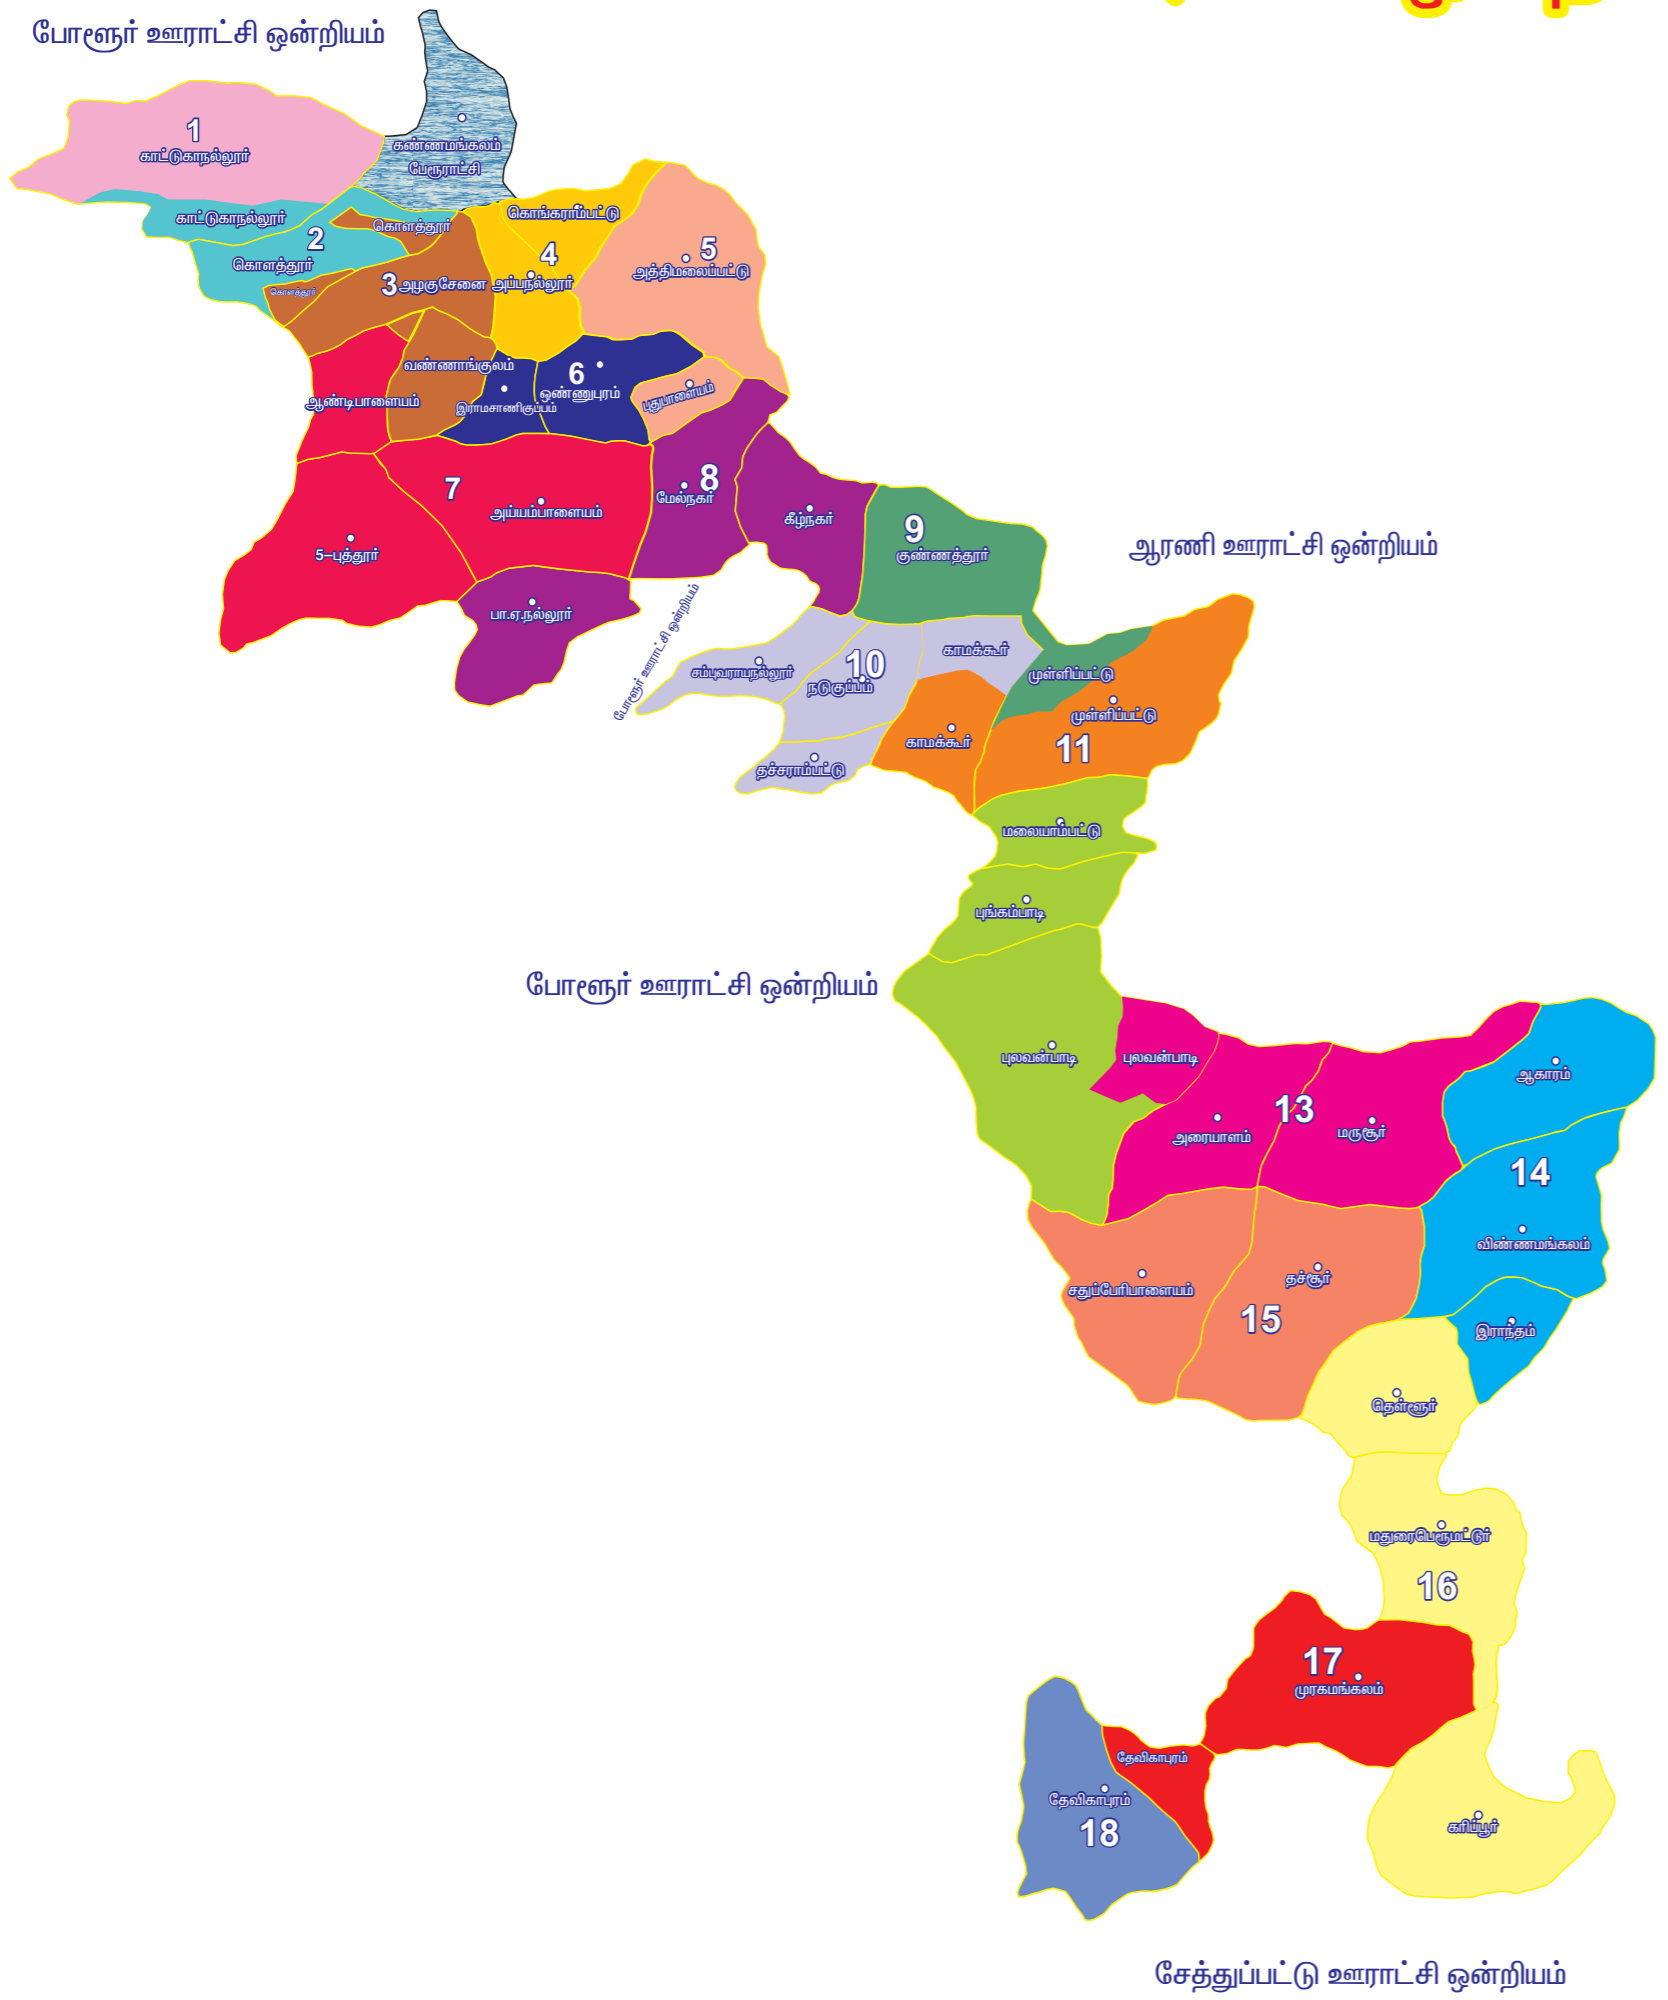 போளூர் ஊராட்சி ஒன்றியம்
1
காட்டுகாநல்லூர்
கண்ணமங்கலம்
பேரூராட்சி
காட்டுகாநல்லூர்
2
கொளத்தூர்
கொளத்தூர்
கொளத்தூர்
3 அழகுசேனை
கொங்கராம்பட்டு
4
அப்பநல்லூர்
5
அத்திமலைப்பட்டு
வண்ணாங்குலம்
ஆண்டிபாளையம்
இராமசாணிகுப்பம்
6
ஒண்ணுபுரம்
புதுபாளையம்
7
அய்யம்பாளையம்
5–புத்தூர்
8
மேல்நகர்
கீழ்நகர்
பா.ஏ.நல்லூர்
9
குண்ணத்தூர்
ஆரணி ஊராட்சி ஒன்றியம்
போளூர் ஊராட்சி ஒன்றியம்
சம்புவராயநல்லூர்
10
நடுகுப்பம்
காமக்கூர்
முள்ளிப்பட்டு
முள்ளிப்பட்டு
11
காமக்கூர்
தச்சராம்பட்டு
மலையாம்பட்டு
புங்கம்பாடி
போளூர் ஊராட்சி ஒன்றியம்
புலவன்பாடி
புலவன்பாடி
13
அரையாளம்
மருசூர்
ஆகாரம்
14
விண்ணமங்கலம்
சதுப்பேரிபாளையம்
தச்சூர்
15
இராந்தம்
தெள்ளூர்
மதுரைபெரூமட்டூர்
16
17
முரகமங்கலம்
தேவிகாபுரம்
தேவிகாபுரம்
18
கரிப்பூர்
சேத்துப்பட்டு ஊராட்சி ஒன்றியம்